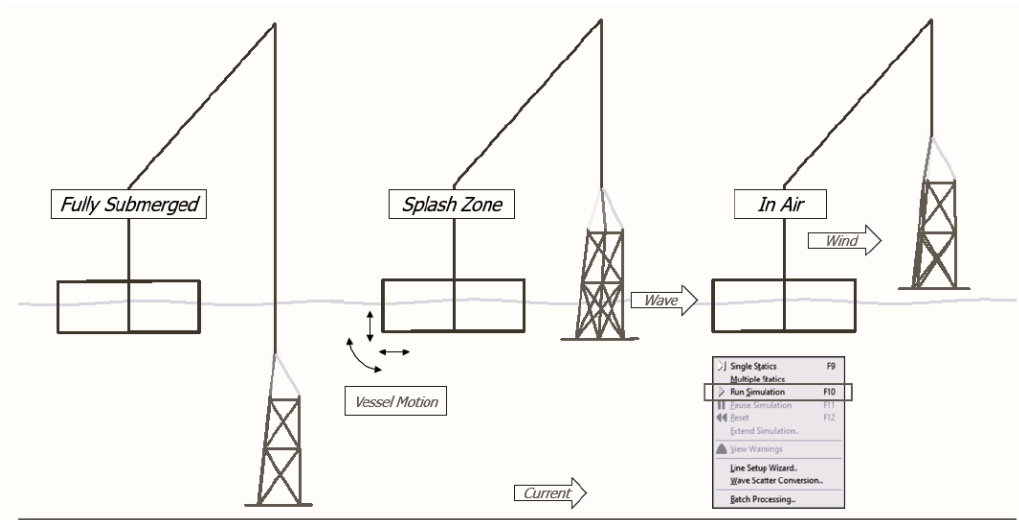 Fully Submerged
Splash Zone
In Air
Wind
Wave
Vessel Motion
Current
Single Statics F9
Multiple Statics
Run Simulation F10
Pause Simulation F11
Reset F12
Extend Simulation..
View Warnings
Line Setup Wizard..
Wave Scatter Conversion..
Batch Processing..